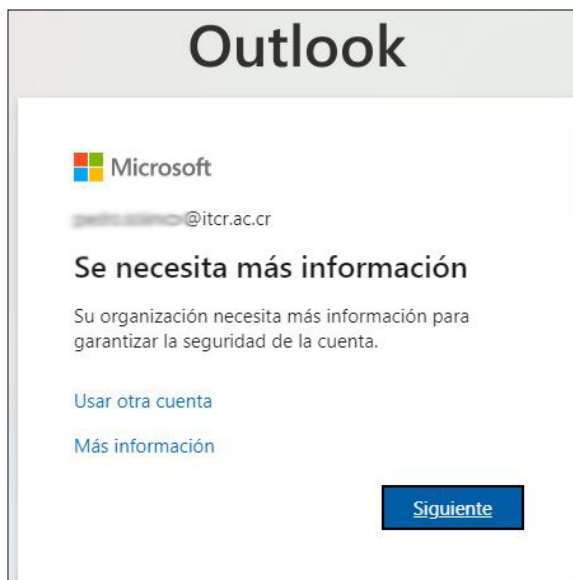 Outlook
Microsoft
@itcr.ac.cr
Se necesita más información
Su organización necesita más información para
garantizar la seguridad de la cuenta.
Usar otra cuenta
Más información
Siguiente